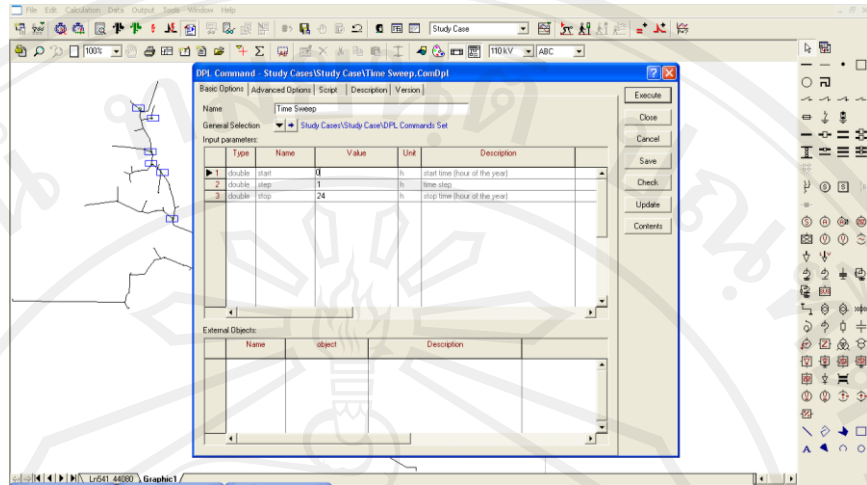 File Edit Calculation Data Output Tools Window Help
Study Case
100%
110 kV
ABC
DPL Command - Study Cases\Study Case\Time Sweep.ComDpl
Basic Options Advanced Options Script Description Version
Execute
Close
Cancel
Save
Check
Update
Contents
Name Time Sweep
General Selection Study Cases\Study Case\DPL Commands Set
Input parameters:
Type Name Value Unit Description
1 double start 0 h start time (hour of the year)
2 double step 1 h time step
3 double stop 24 h stop time (hour of the year)
External Objects:
Name object Description
Ln541_44080 Graphic1